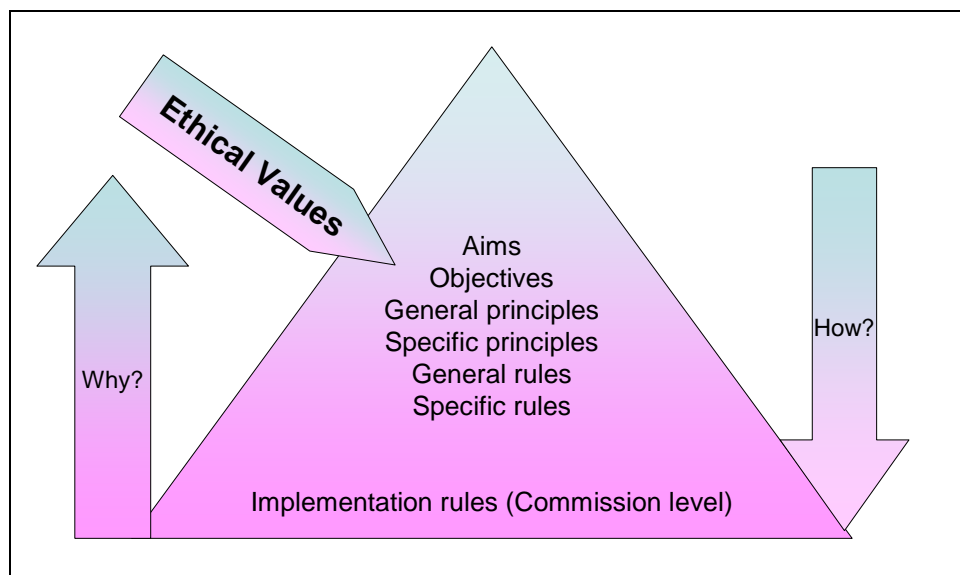 Ethical Values
Aims
Objectives
General principles
Specific principles
General rules
Specific rules
How?
Why?
Implementation rules (Commission level)